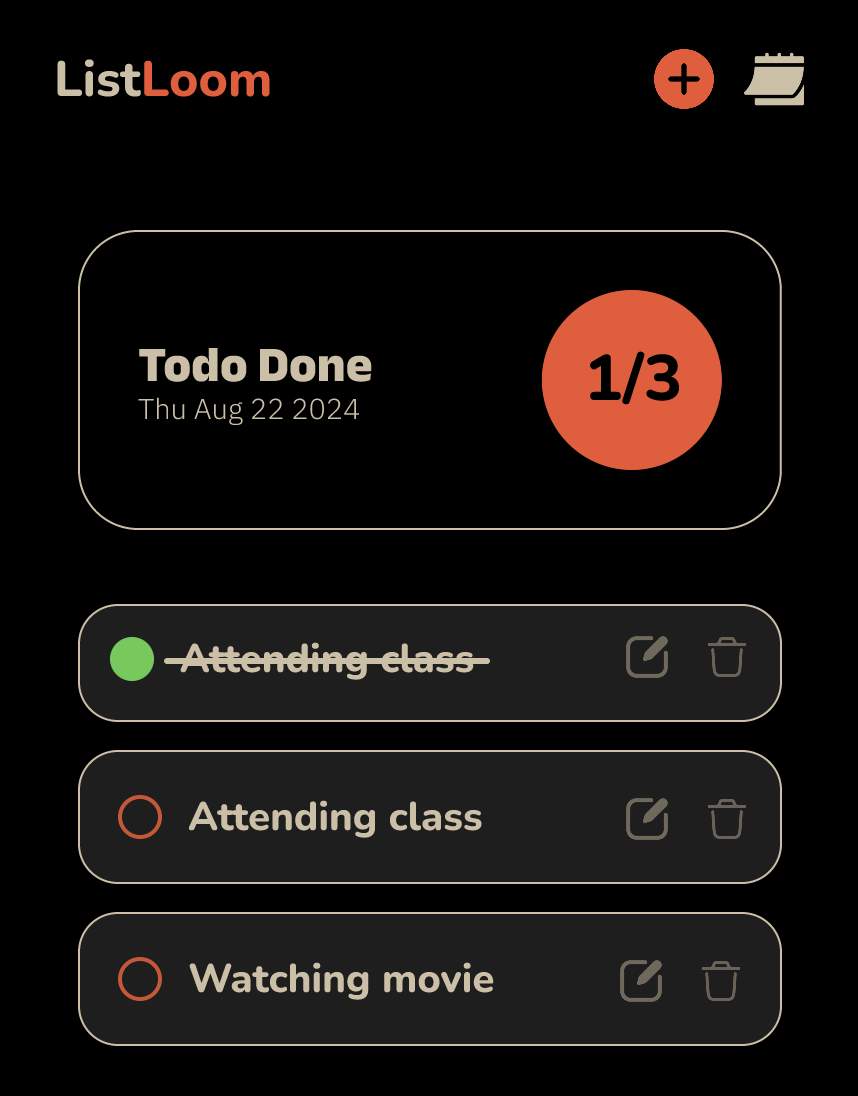 ListLoom
Todo Done
Thu Aug 22 2024
1/3
Attending class
Attending class
Watching movie